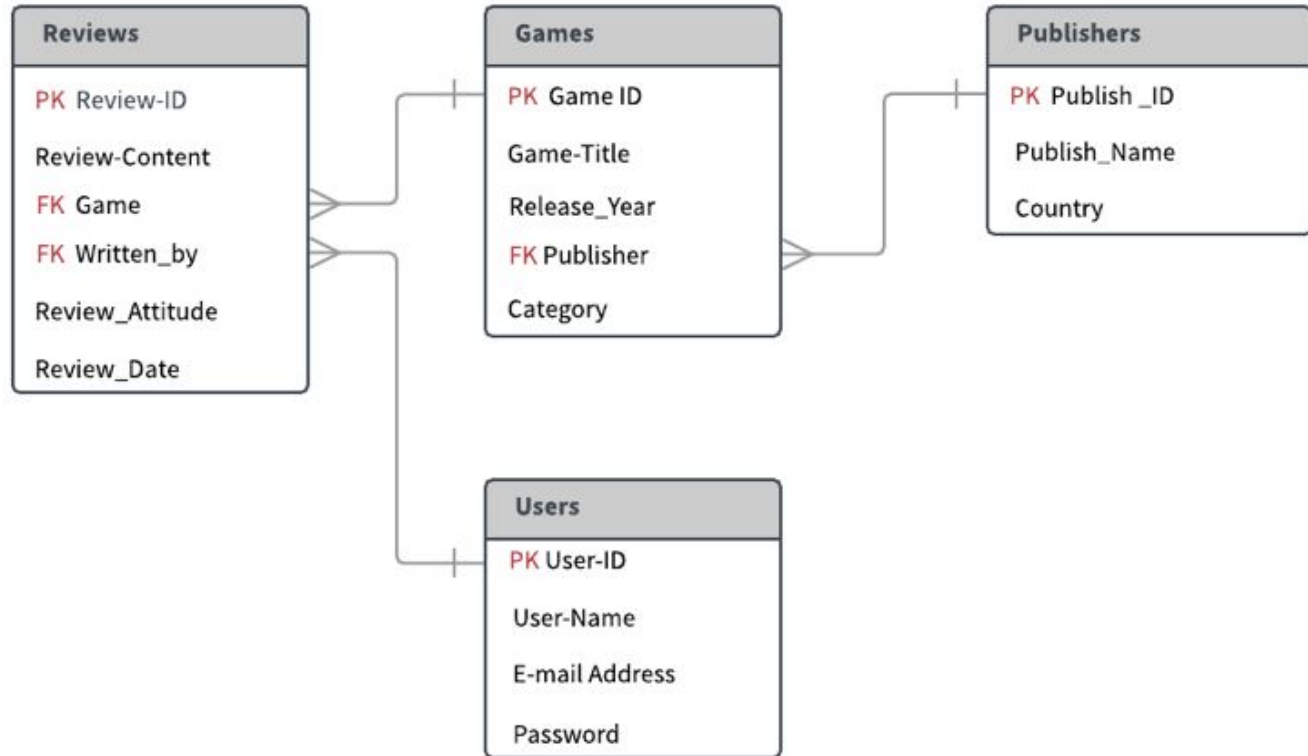 Reviews
PK Review-ID
Review-Content
FK Game
FK Written_by
Review_Attitude
Review_Date
Games
PK Game ID
Game-Title
Release_Year
FK Publisher
Category
Publishers
PK Publish _ID
Publish_Name
Country
Users
PK User-ID
User-Name
E-mail Address
Password